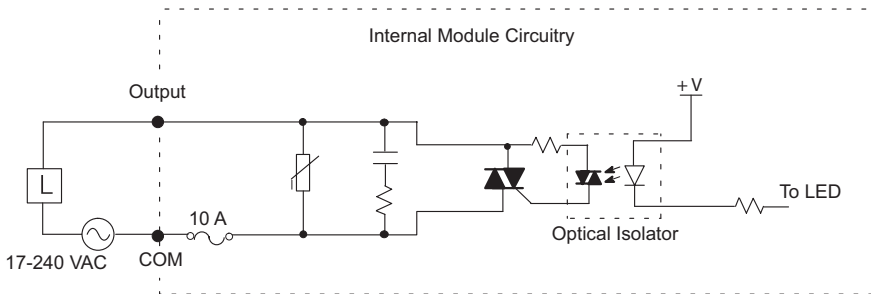 Internal Module Circuitry
Output
+V
L
10 A
To LED
Optical Isolator
17-240 VAC
COM